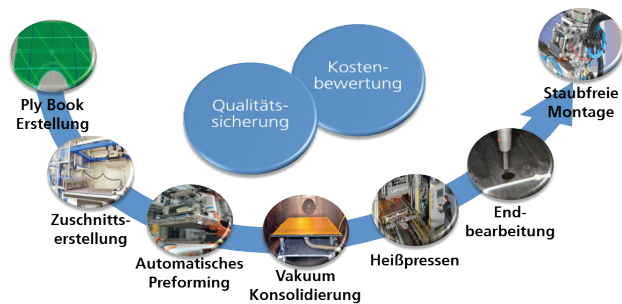 Kosten-
bewertung
Qualitäts-
sicherung
Ply Book
Erstellung
Zuschnitts-
erstellung
Automatisches
Preforming
Vakuum
Konsolidierung
Heißpressen
End-
bearbeitung
Staubfreie
Montage